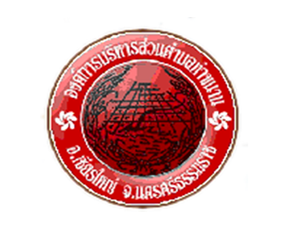 องค์การบริหารส่วนตำบลท้าขนาน
อ.เชียรใหญ่ จ.นครศรีธรรมราช